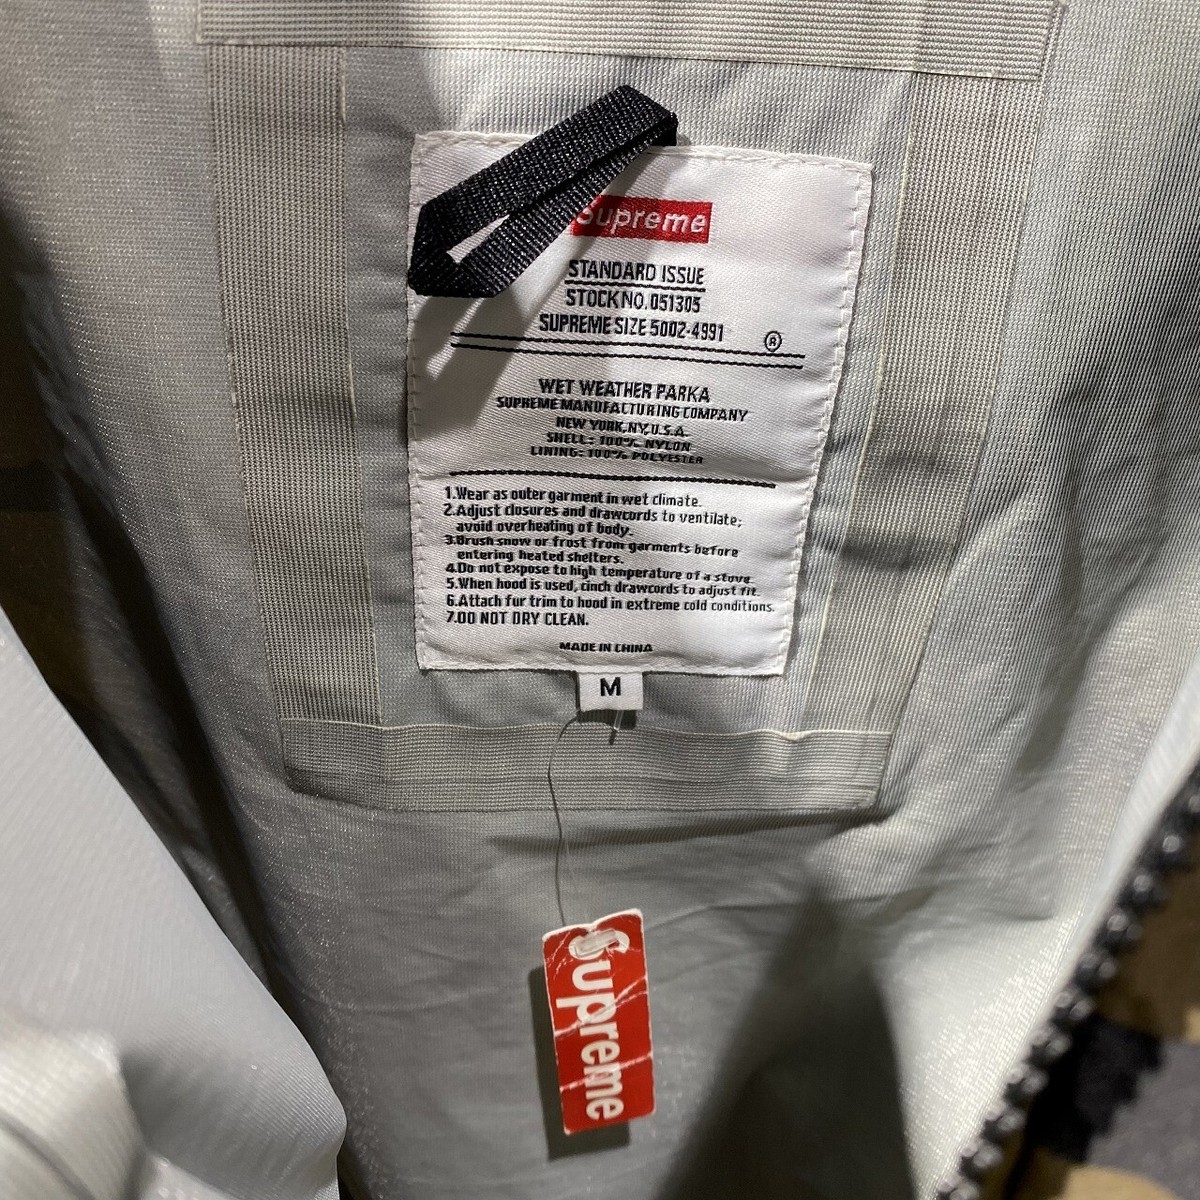 Supreme
STANDARD ISSUE
STOCK NO. 051305
SUPREME SIZE 5002-4991
®
WET WEATHER PARKA
SUPREME MANUFACTURING COMPANY
NEW YORK, NY, U.S.A.
SHELL: 100% NYLON
LINING: 100% POLYESTER
1.Wear as outer garment in wet climate.
2.Adjust closures and drawcords to ventilate;
avoid overheating of body.
3.Brush snow or frost from garments before
entering heated shelters.
4.Do not expose to high temperature of a stove.
5.When hood is used, cinch drawcords to adjust fit.
6.Attach fur trim to hood in extreme cold conditions.
7.DO NOT DRY CLEAN.
MADE IN CHINA
M
Supreme